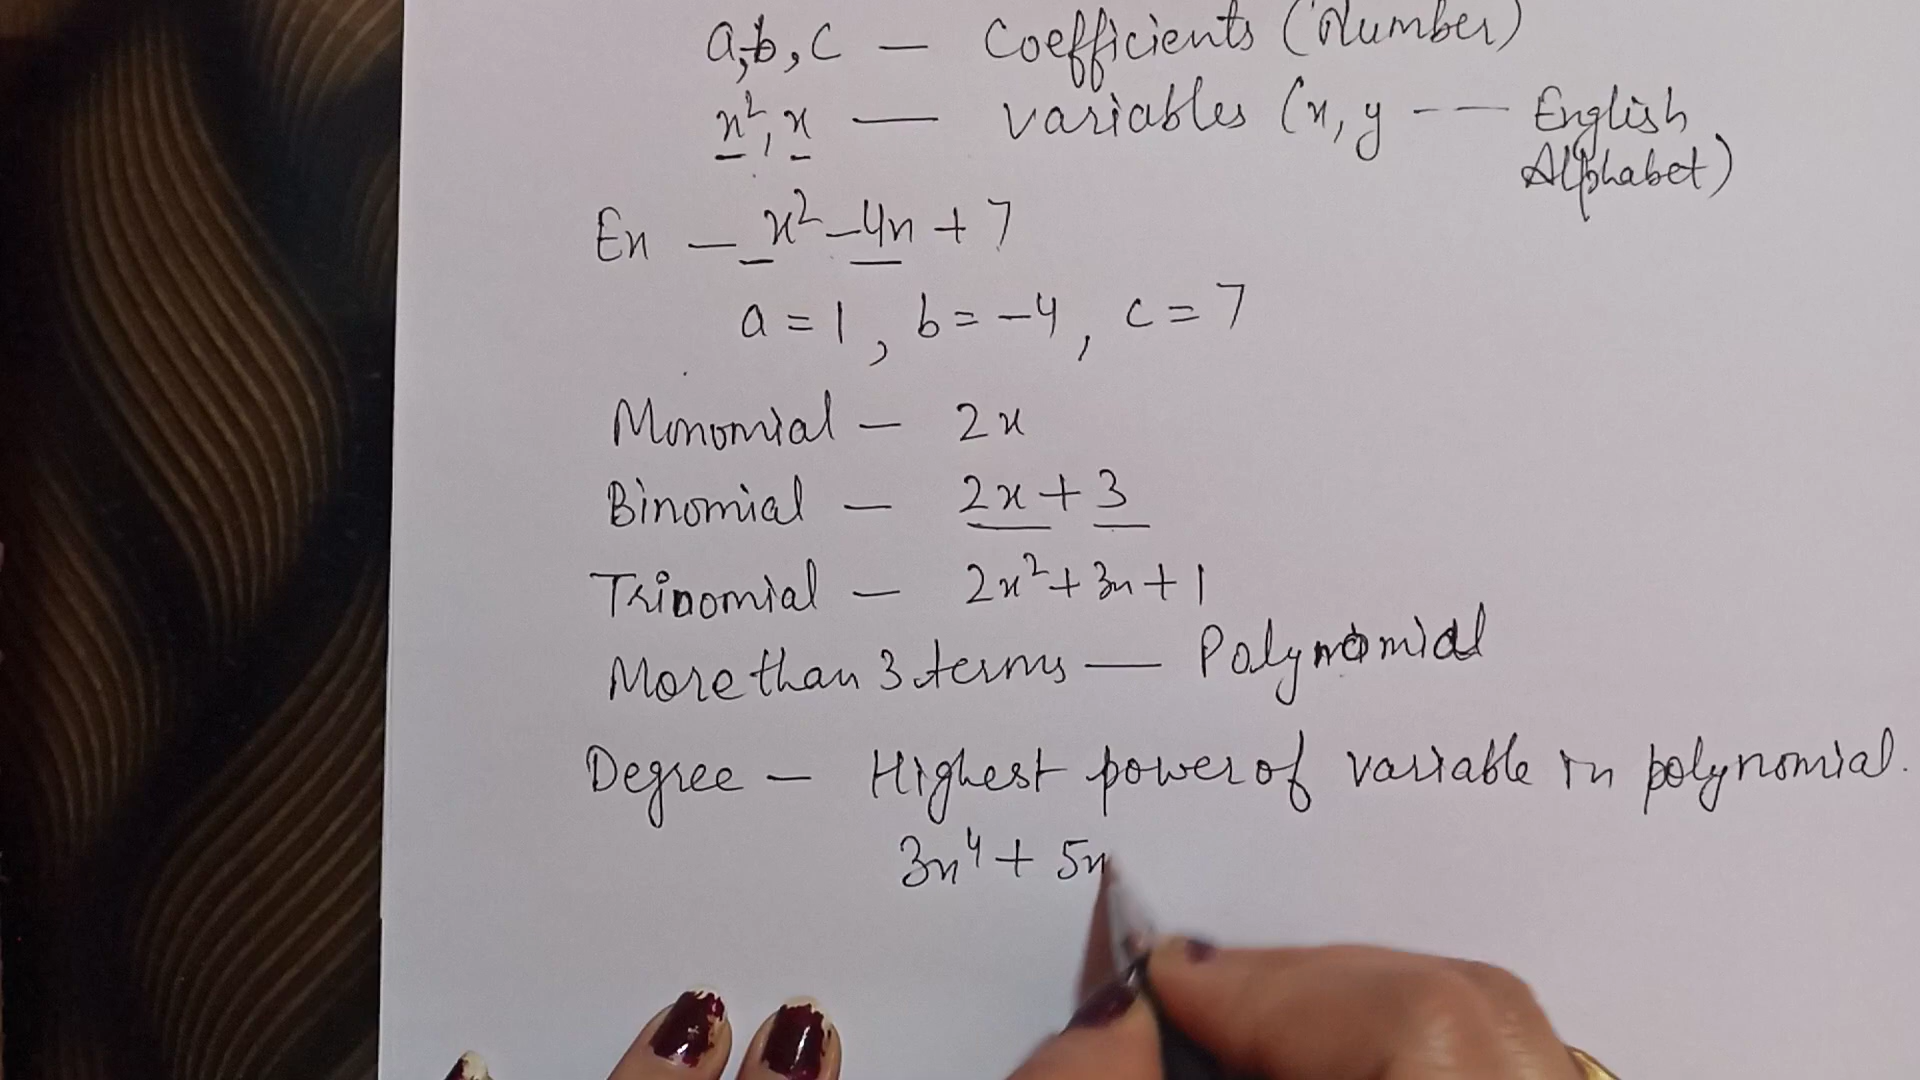 a, b, c — Coefficients (Number)
x², x — variables (x, y --- English
Alphabet)
Ex — x² - 4x + 7
a = 1, b = -4, c = 7
Monomial — 2x
Binomial — 2x + 3
Trinomial — 2x² + 3x + 1
More than 3 terms — Polynomial
Degree — Highest power of variable in polynomial.
3x⁴ + 5x